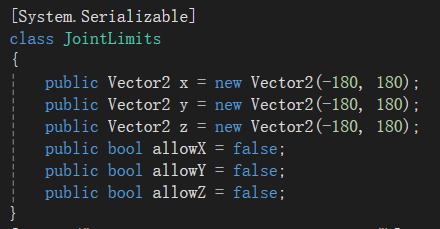 [System.Serializable]
class JointLimits
{
public Vector2 x = new Vector2(-180, 180);
public Vector2 y = new Vector2(-180, 180);
public Vector2 z = new Vector2(-180, 180);
public bool allowX = false;
public bool allowY = false;
public bool allowZ = false;
}